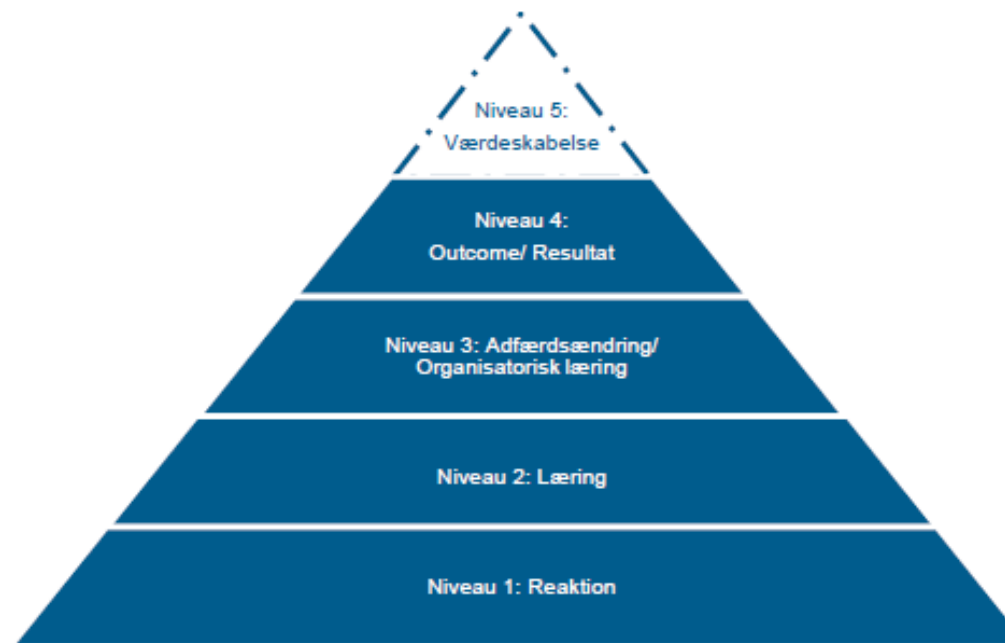 Niveau 5:
Værdeskabelse
Niveau 4:
Outcome/ Resultat
Niveau 3: Adfærdsændring/
Organisatorisk læring
Niveau 2: Læring
Niveau 1: Reaktion